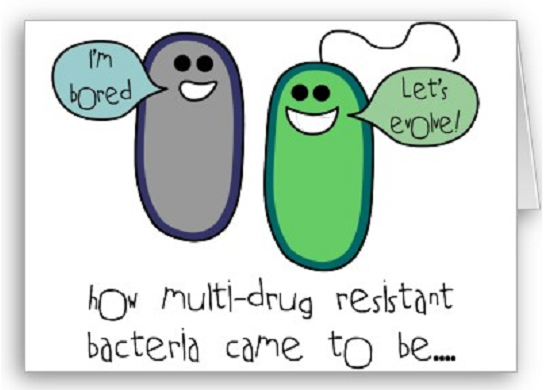 I'm
bored
Let's
evolve!
how multi-drug resistant
bacteria came to be....